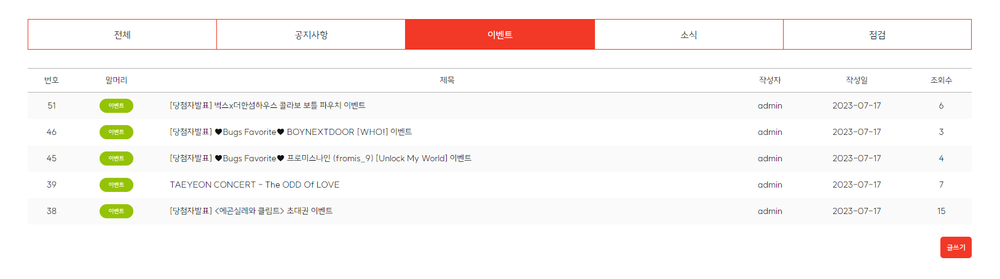 전체 공지사항 이벤트 소식 점검
번호 말머리 제목 작성자 작성일 조회수
51 이벤트 [당첨자발표] 벅스x더한섬하우스 콜라보 보틀 파우치 이벤트 admin 2023-07-17 6
46 이벤트 [당첨자발표] ♥Bugs Favorite♥ BOYNEXTDOOR [WHO!] 이벤트 admin 2023-07-17 3
45 이벤트 [당첨자발표] ♥Bugs Favorite♥ 프로미스나인 (fromis_9) [Unlock My World] 이벤트 admin 2023-07-17 4
39 이벤트 TAEYEON CONCERT - The ODD Of LOVE admin 2023-07-17 7
38 이벤트 [당첨자발표] <에곤실레와 클림트> 초대권 이벤트 admin 2023-07-17 15
글쓰기